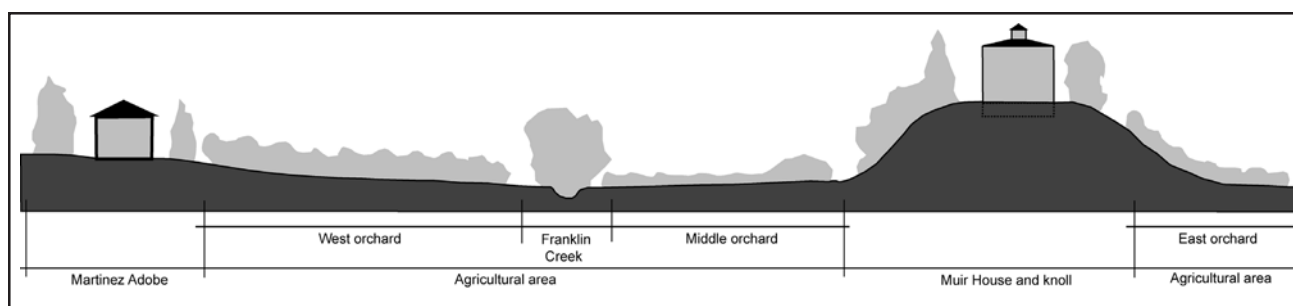 West orchard
Franklin
Creek
Middle orchard
East orchard
Martinez Adobe
Agricultural area
Muir House and knoll
Agricultural area